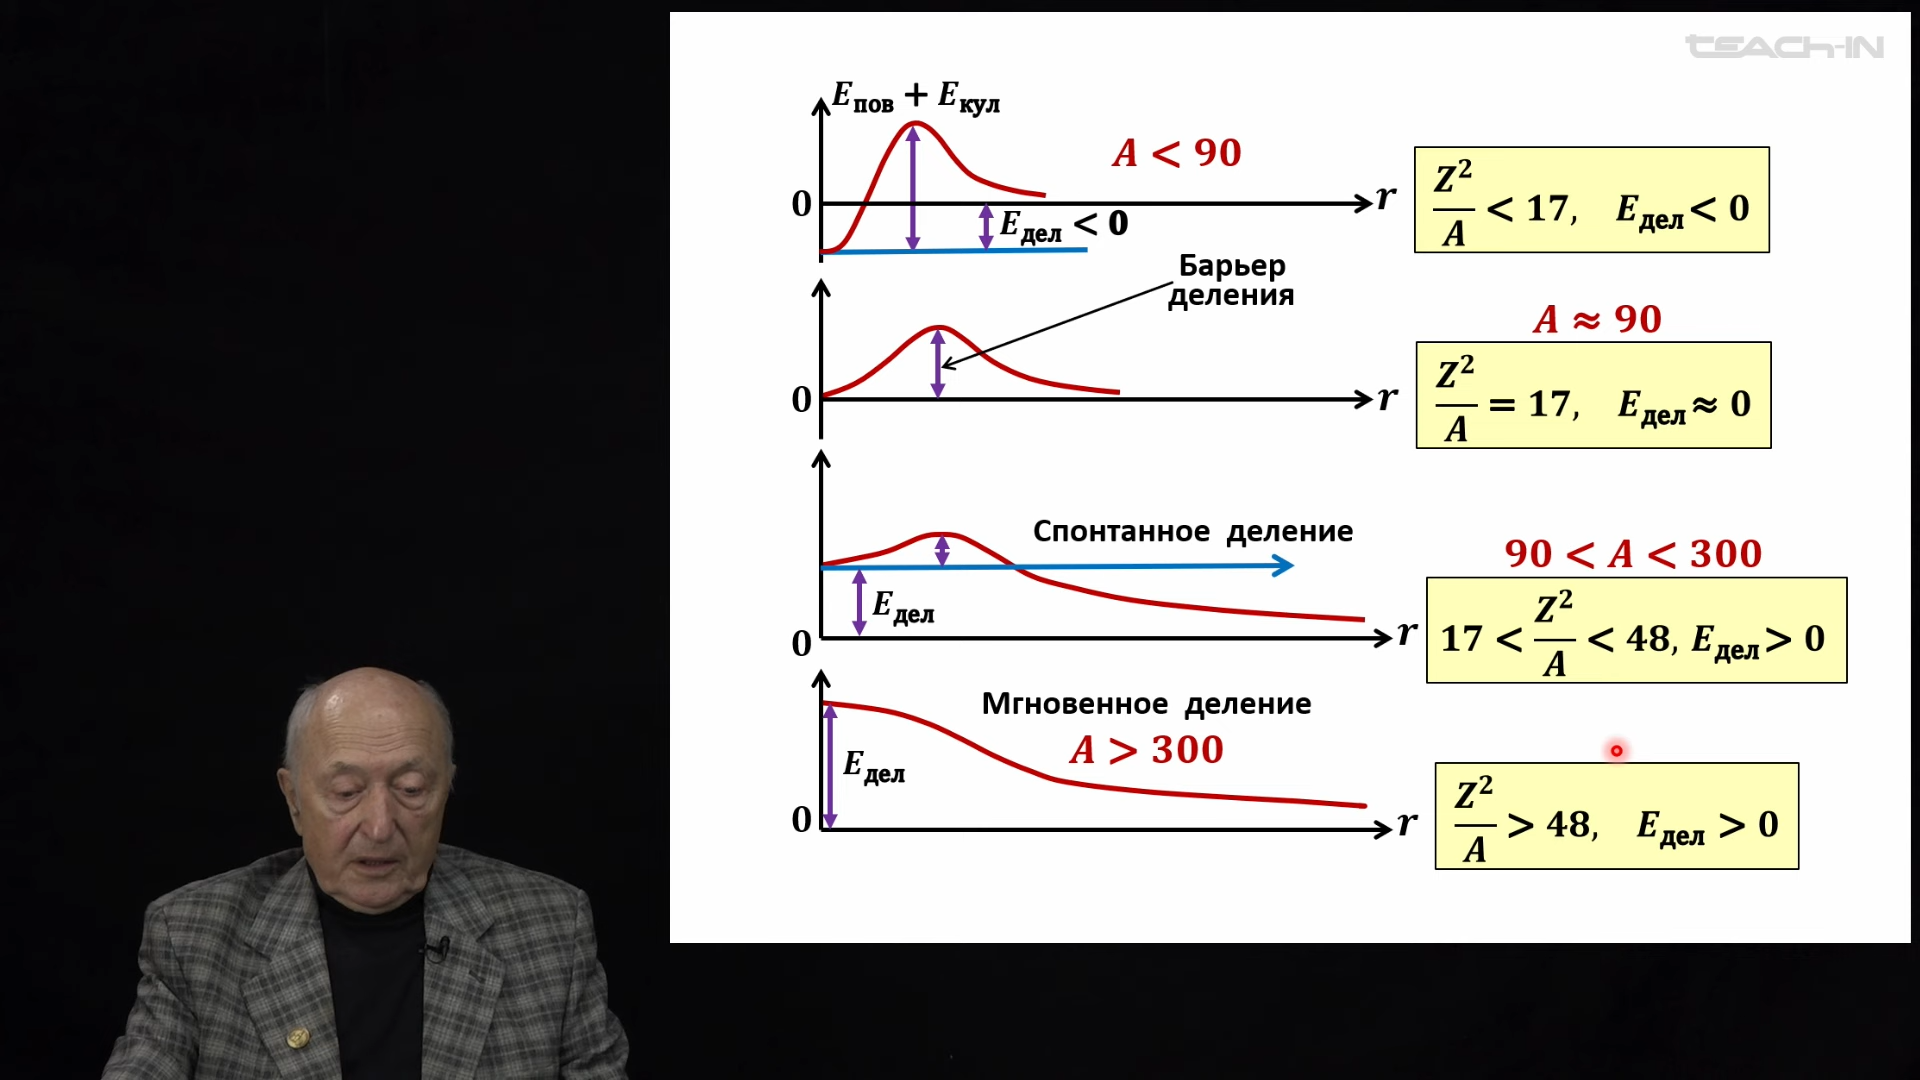 TEACH-IN
E_пов + E_кул
A < 90
0
r
E_дел < 0
Z²/A < 17, E_дел < 0
Барьер
деления
A ≈ 90
0
r
Z²/A = 17, E_дел ≈ 0
Спонтанное деление
90 < A < 300
E_дел
0
r
17 < Z²/A < 48, E_дел > 0
Мгновенное деление
A > 300
E_дел
0
r
Z²/A > 48, E_дел > 0